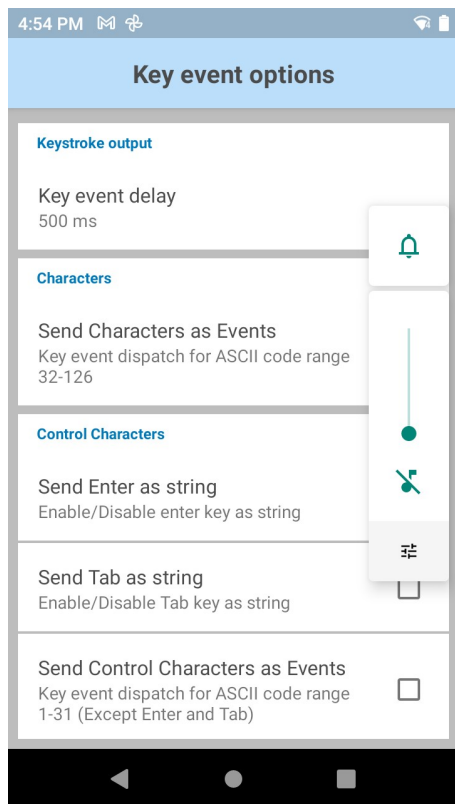 4:54 PM
Key event options
Keystroke output
Key event delay
500 ms
Characters
Send Characters as Events
Key event dispatch for ASCII code range
32-126
Control Characters
Send Enter as string
Enable/Disable enter key as string
Send Tab as string
Enable/Disable Tab key as string
Send Control Characters as Events
Key event dispatch for ASCII code range
1-31 (Except Enter and Tab)